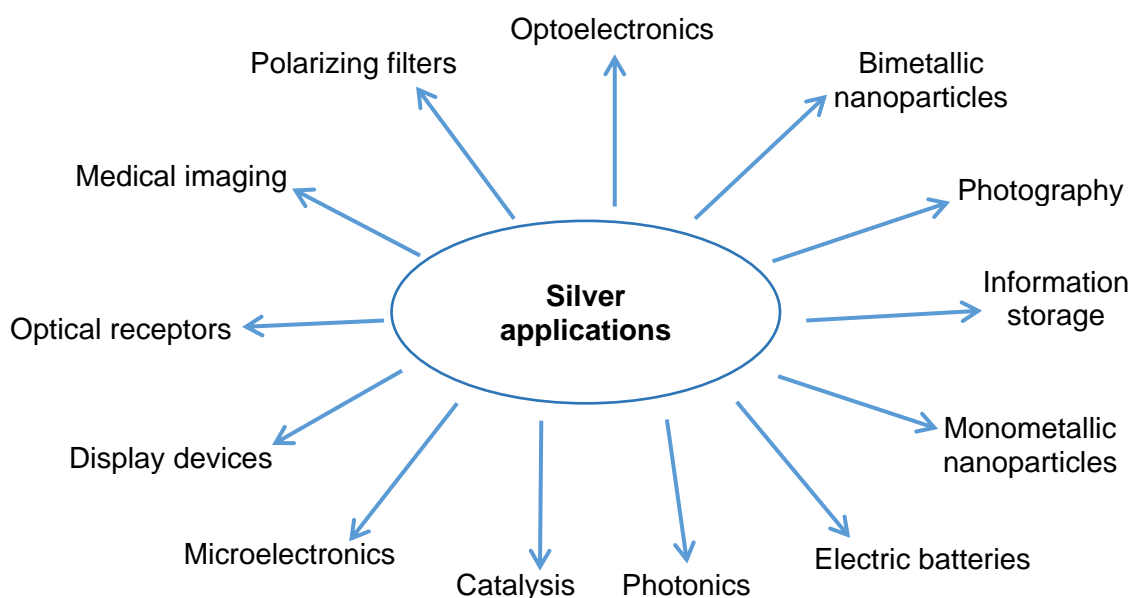 Optoelectronics
Polarizing filters
Bimetallic
nanoparticles
Medical imaging
Photography
Information
storage
Silver
applications
Optical receptors
Monometallic
nanoparticles
Display devices
Microelectronics
Electric batteries
Catalysis
Photonics